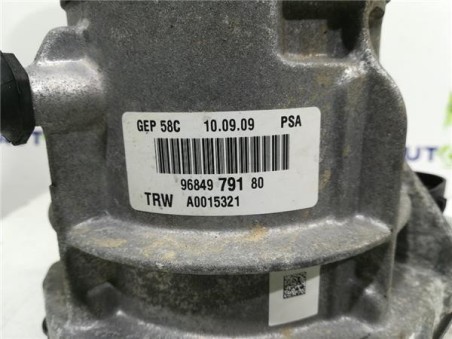 GEP 58C 10.09.09 PSA
96849 791 80
TRW A0015321